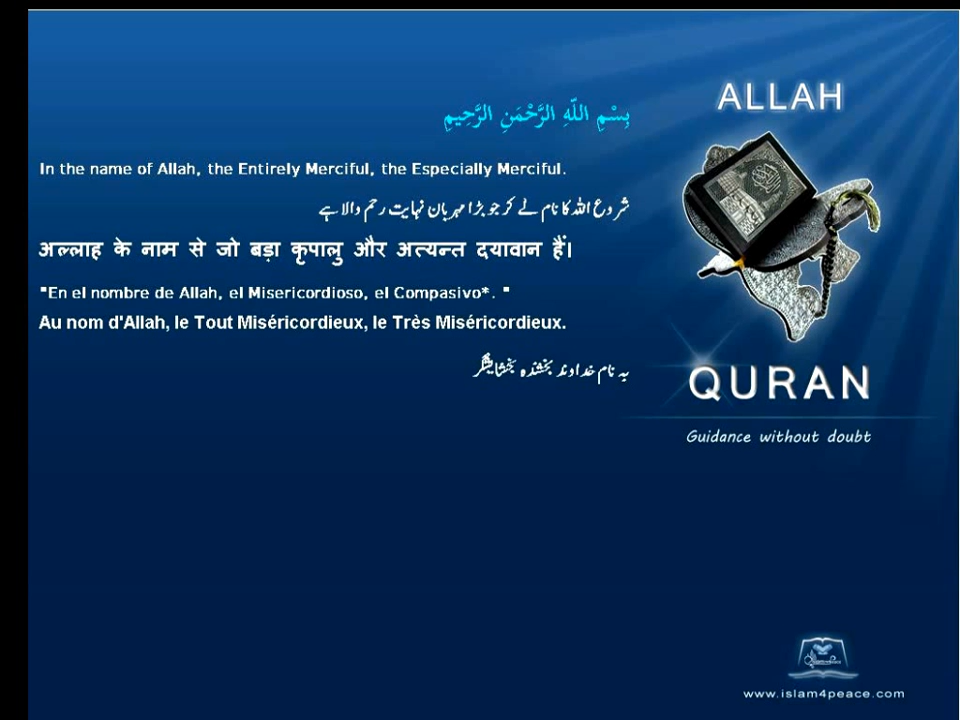 بِسْمِ اللّهِ الرَّحْمَنِ الرَّحِيمِ
In the name of Allah, the Entirely Merciful, the Especially Merciful.
شروع الله کا نام لے کر جو بڑا مہربان نہایت رحم والا ہے
अल्लाह के नाम से जो बड़ा कृपालु और अत्यन्त दयावान हैं।
"En el nombre de Allah, el Misericordioso, el Compasivo*. "
Au nom d'Allah, le Tout Miséricordieux, le Très Miséricordieux.
به نام خداوند بخشنده بخشایشگر
ALLAH
QURAN
Guidance without doubt
www.islam4peace.com